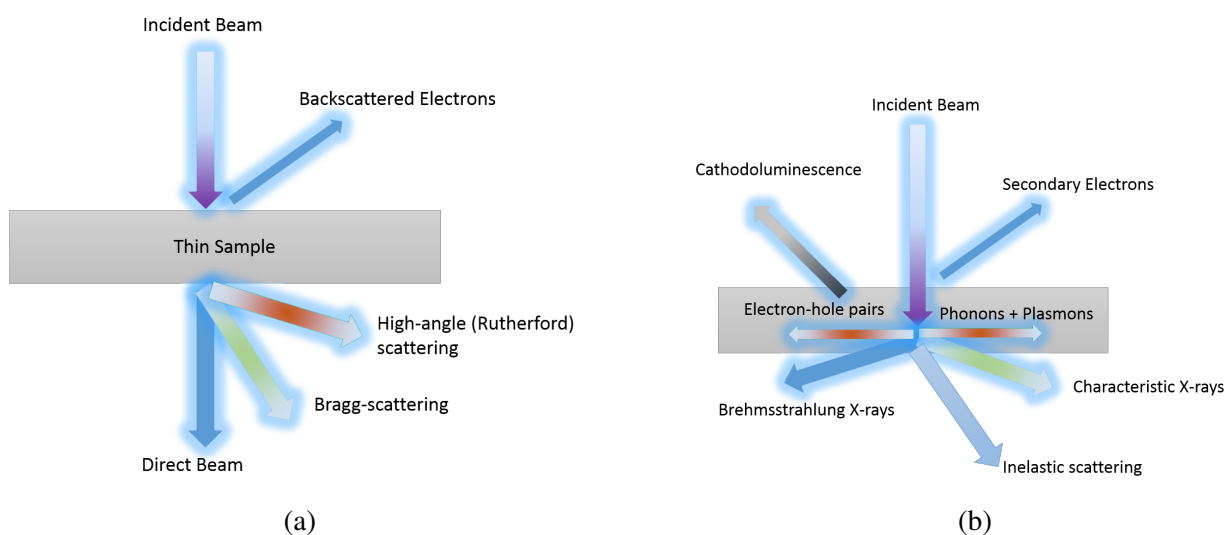 Incident Beam
Backscattered Electrons
Thin Sample
High-angle (Rutherford)
scattering
Bragg-scattering
Direct Beam
(a)
Incident Beam
Cathodoluminescence
Secondary Electrons
Electron-hole pairs
Phonons + Plasmons
Characteristic X-rays
Brehmsstrahlung X-rays
Inelastic scattering
(b)